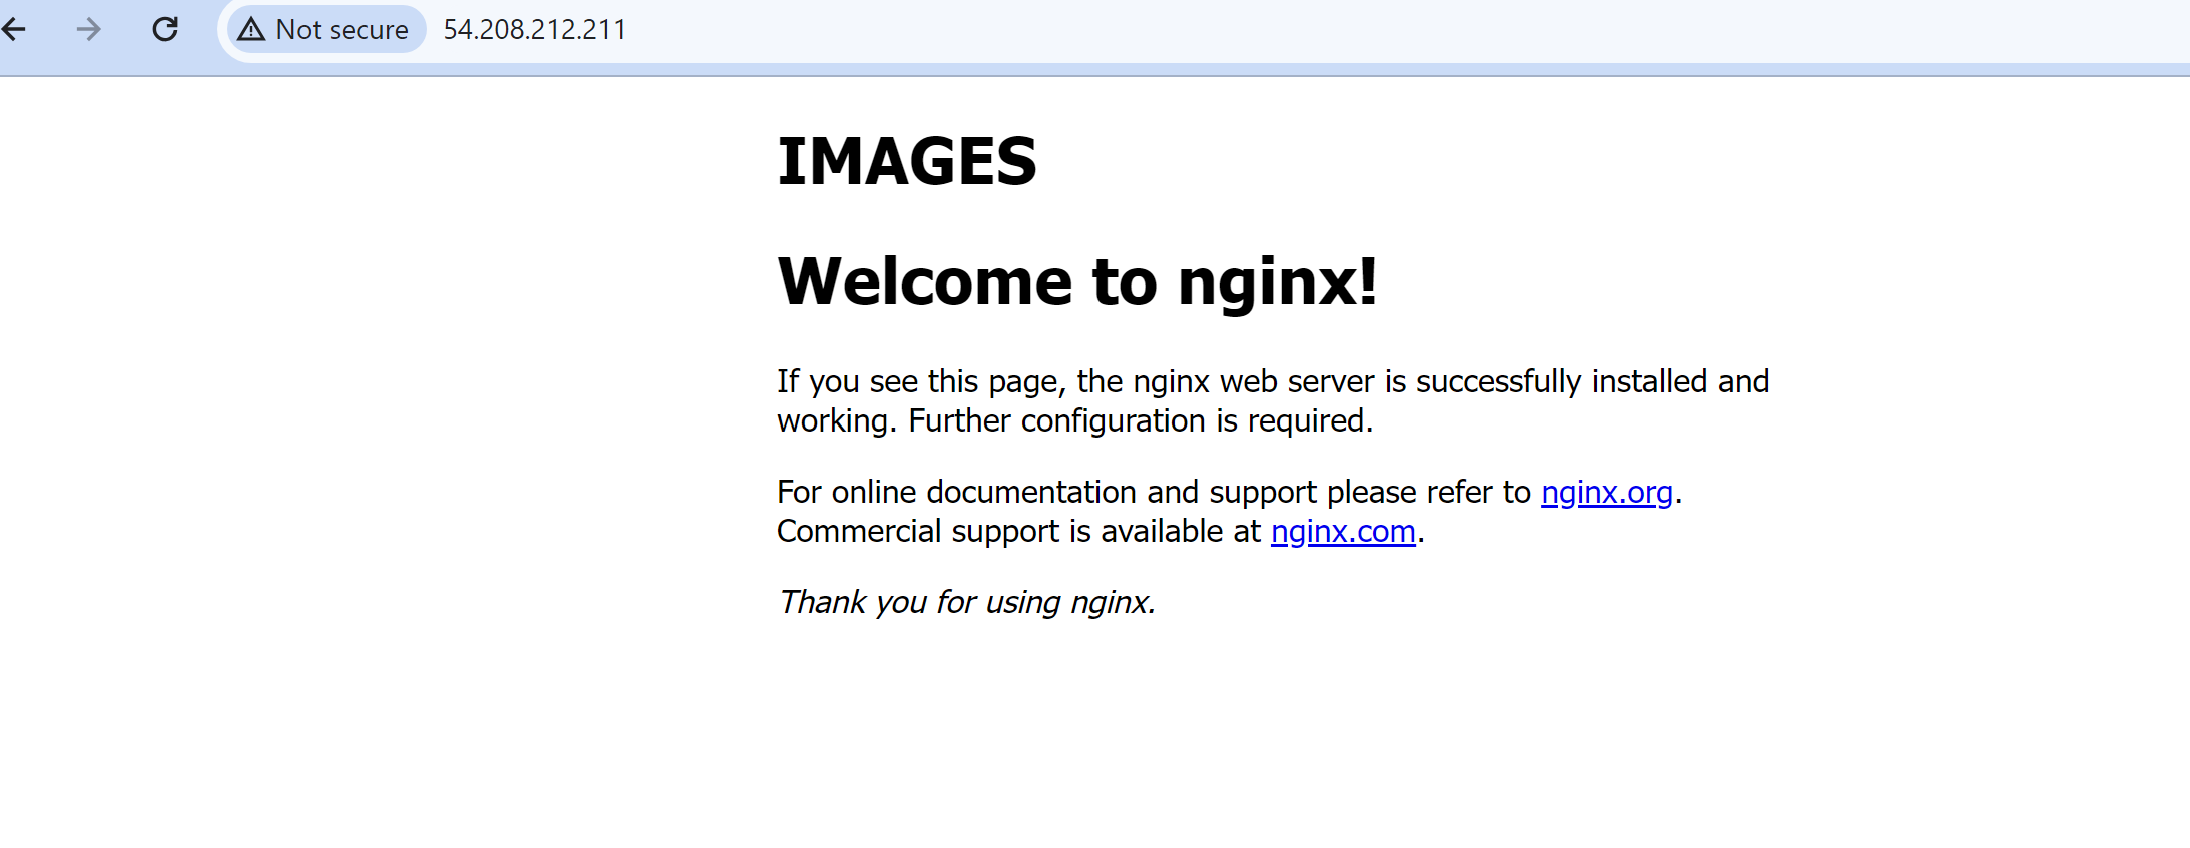 Not secure 54.208.212.211
IMAGES
Welcome to nginx!
If you see this page, the nginx web server is successfully installed and
working. Further configuration is required.
For online documentation and support please refer to nginx.org.
Commercial support is available at nginx.com.
Thank you for using nginx.